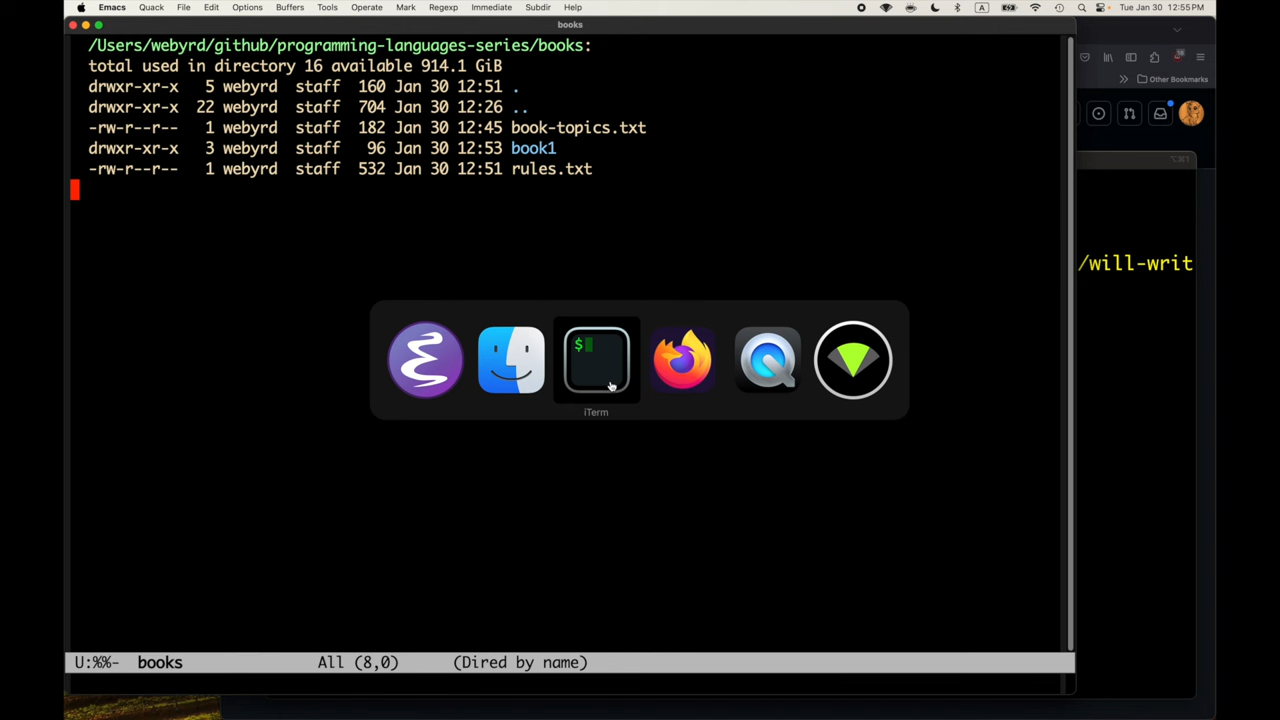 Emacs Quack File Edit Options Buffers Tools Operate Mark Regexp Immediate Subdir Help
A
Tue Jan 30 12:55PM
books
/Users/webyrd/github/programming-languages-series/books:
total used in directory 16 available 914.1 GiB
drwxr-xr-x 5 webyrd staff 160 Jan 30 12:51 .
drwxr-xr-x 22 webyrd staff 704 Jan 30 12:26 ..
-rw-r--r-- 1 webyrd staff 182 Jan 30 12:45 book-topics.txt
drwxr-xr-x 3 webyrd staff 96 Jan 30 12:53 book1
-rw-r--r-- 1 webyrd staff 532 Jan 30 12:51 rules.txt
Other Bookmarks
/will-writ
$
iTerm
U:%%- books All (8,0) (Dired by name)